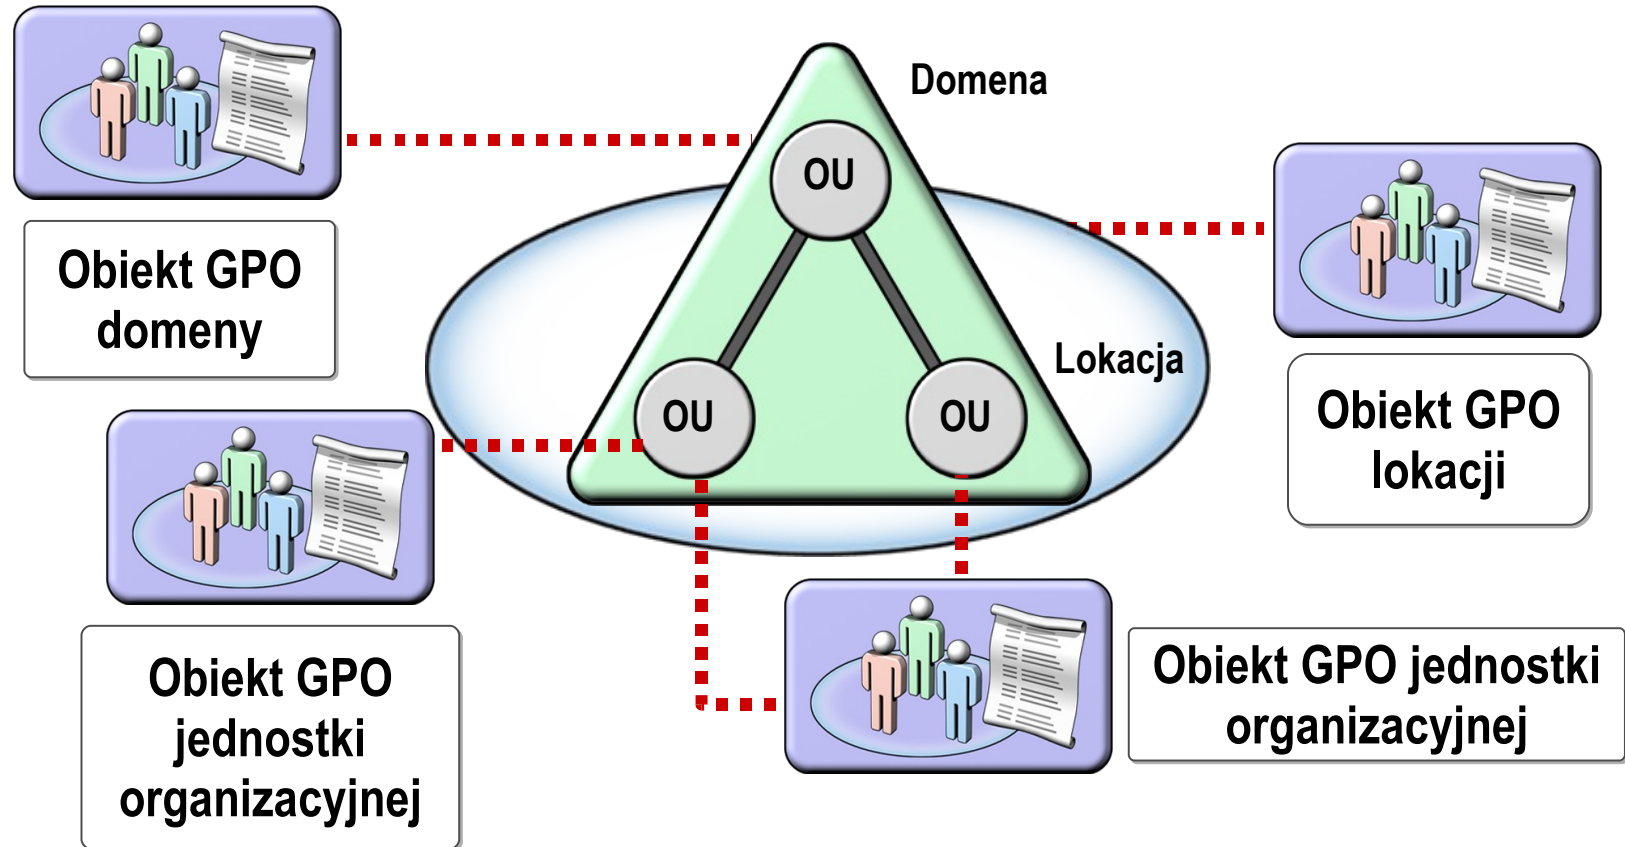 Domena
OU
Obiekt GPO
domeny
Lokacja
OU
OU
Obiekt GPO
lokacji
Obiekt GPO
jednostki
organizacyjnej
Obiekt GPO jednostki
organizacyjnej